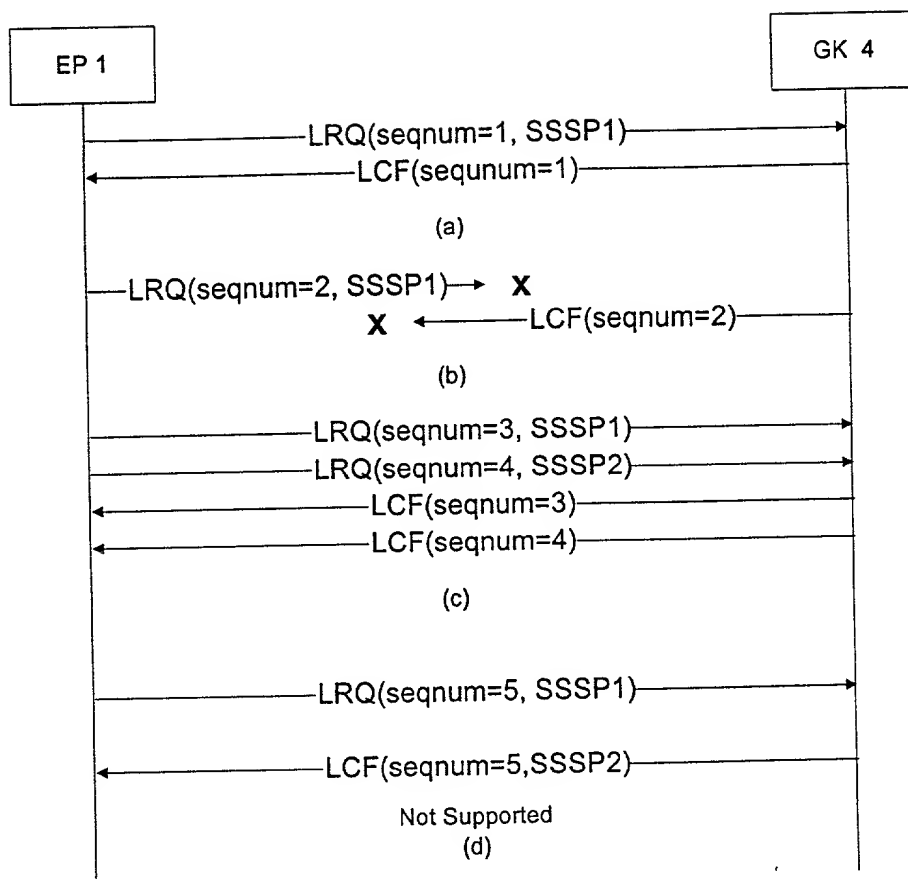 EP 1
GK 4
LRQ(seqnum=1, SSSP1)
LCF(sequnum=1)
(a)
LRQ(seqnum=2, SSSP1) X
X LCF(seqnum=2)
(b)
LRQ(seqnum=3, SSSP1)
LRQ(seqnum=4, SSSP2)
LCF(seqnum=3)
LCF(seqnum=4)
(c)
LRQ(seqnum=5, SSSP1)
LCF(seqnum=5,SSSP2)
Not Supported
(d)